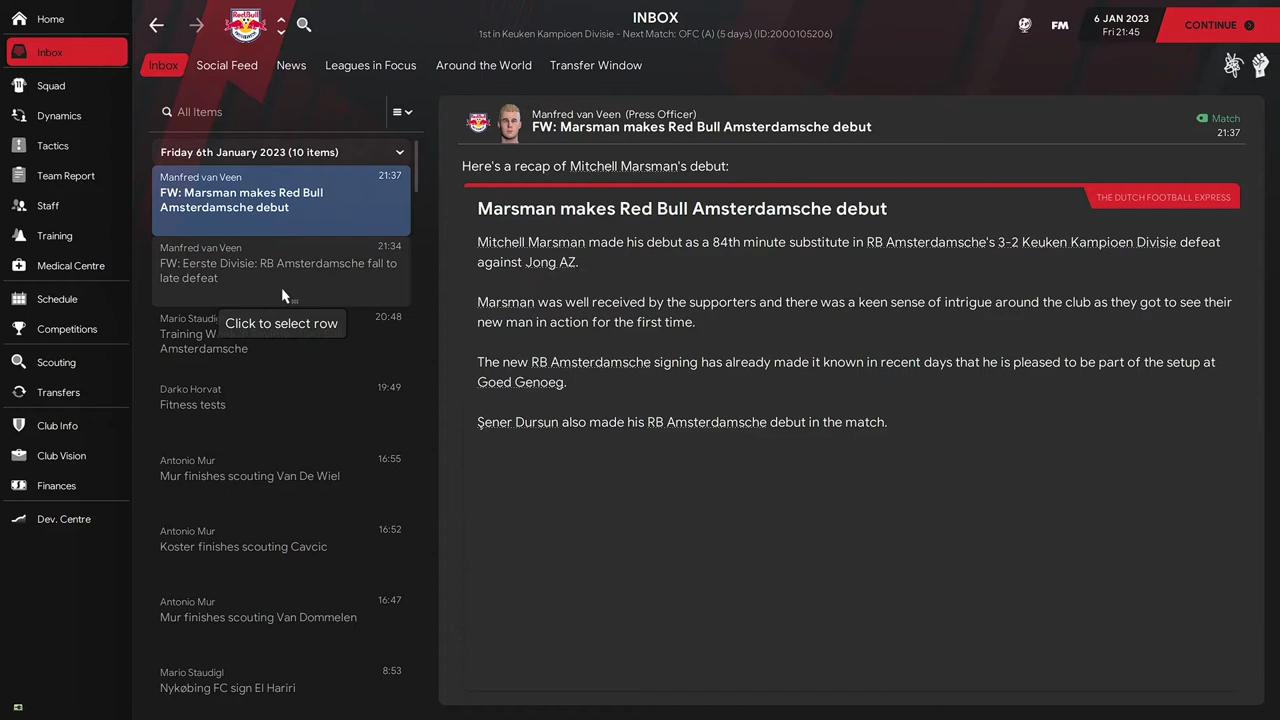 Home
Inbox
Squad
Dynamics
Tactics
Team Report
Staff
Training
Medical Centre
Schedule
Competitions
Scouting
Transfers
Club Info
Club Vision
Finances
Dev. Centre
INBOX
1st in Keuken Kampioen Divisie - Next Match: OFC (A) (5 days) (ID:2000105206)
FM
6 JAN 2023
Fri 21:45
CONTINUE
Inbox
Social Feed
News
Leagues in Focus
Around the World
Transfer Window
All Items
Friday 6th January 2023 (10 items)
Manfred van Veen 21:37
FW: Marsman makes Red Bull
Amsterdamsche debut
Manfred van Veen 21:34
FW: Eerste Divisie: RB Amsterdamsche fall to
late defeat
Click to select row
Mario Staudigl 20:48
Training W
Amsterdamsche
Darko Horvat 19:49
Fitness tests
Antonio Mur 16:55
Mur finishes scouting Van De Wiel
Antonio Mur 16:52
Koster finishes scouting Cavcic
Antonio Mur 16:47
Mur finishes scouting Van Dommelen
Mario Staudigl 8:53
Nykøbing FC sign El Hariri
Manfred van Veen (Press Officer)
FW: Marsman makes Red Bull Amsterdamsche debut
Match
21:37
Here's a recap of Mitchell Marsman's debut:
THE DUTCH FOOTBALL EXPRESS
Marsman makes Red Bull Amsterdamsche debut
Mitchell Marsman made his debut as a 84th minute substitute in RB Amsterdamsche's 3-2 Keuken Kampioen Divisie defeat
against Jong AZ.
Marsman was well received by the supporters and there was a keen sense of intrigue around the club as they got to see their
new man in action for the first time.
The new RB Amsterdamsche signing has already made it known in recent days that he is pleased to be part of the setup at
Goed Genoeg.
Şener Dursun also made his RB Amsterdamsche debut in the match.